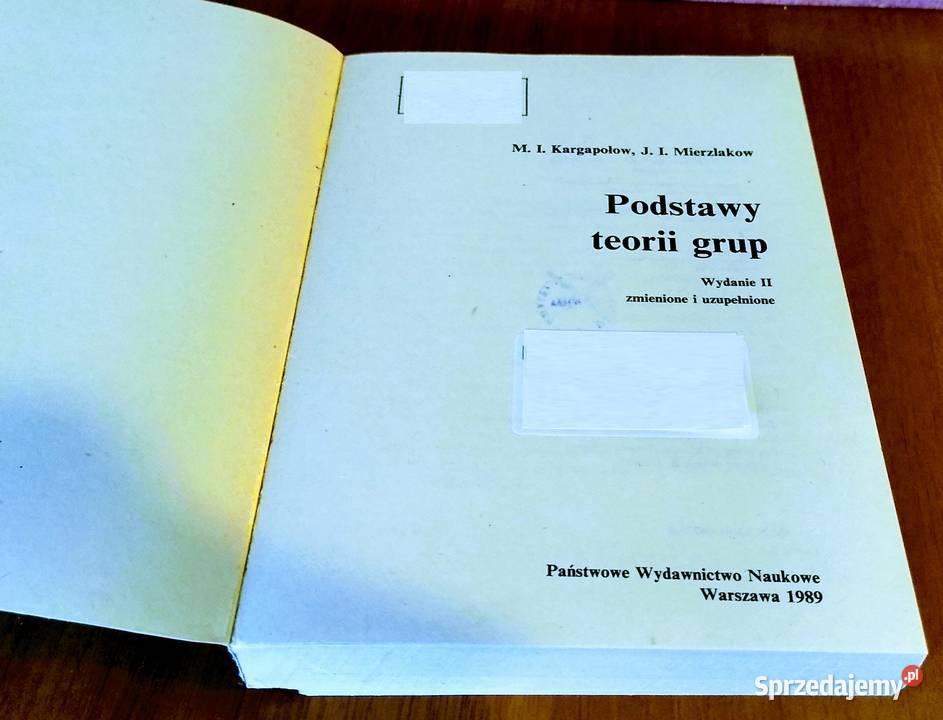 M. I. Kargapołow, J. I. Mierzlakow
Podstawy
teorii grup
Wydanie II
zmienione i uzupełnione
Państwowe Wydawnictwo Naukowe
Warszawa 1989
Sprzedajemy.pl